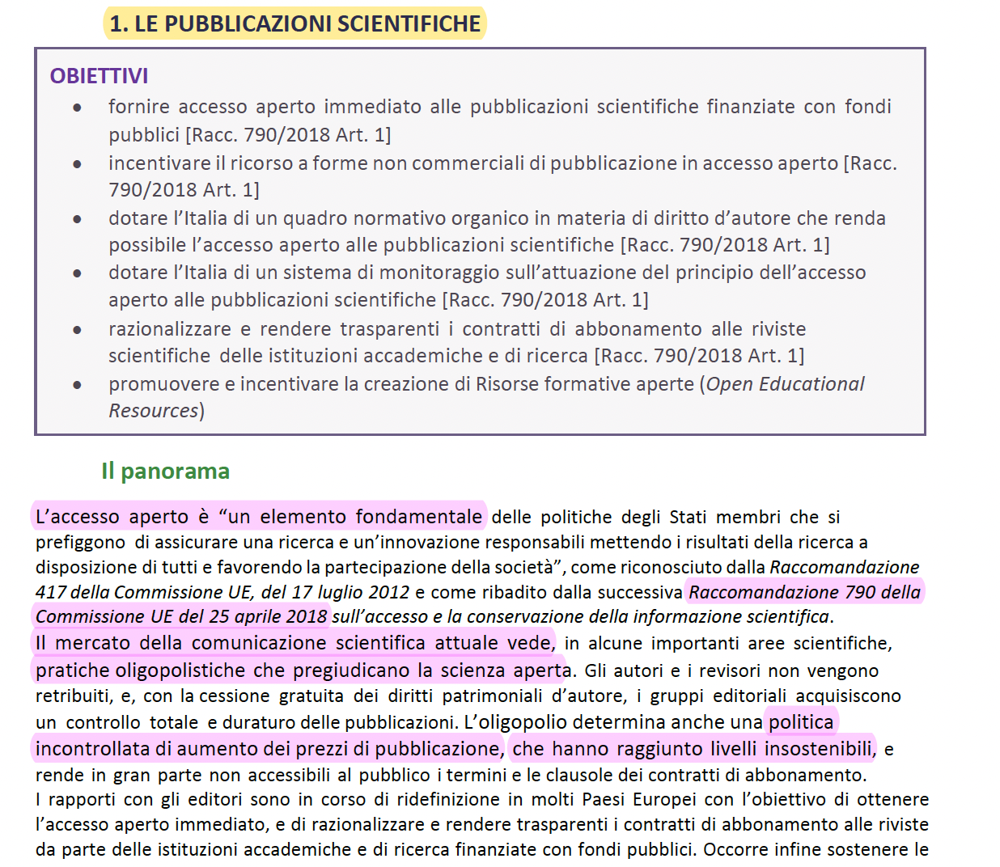 1. LE PUBBLICAZIONI SCIENTIFICHE
OBIETTIVI
• fornire accesso aperto immediato alle pubblicazioni scientifiche finanziate con fondi
pubblici [Racc. 790/2018 Art. 1]
• incentivare il ricorso a forme non commerciali di pubblicazione in accesso aperto [Racc.
790/2018 Art. 1]
• dotare l’Italia di un quadro normativo organico in materia di diritto d’autore che renda
possibile l’accesso aperto alle pubblicazioni scientifiche [Racc. 790/2018 Art. 1]
• dotare l’Italia di un sistema di monitoraggio sull’attuazione del principio dell’accesso
aperto alle pubblicazioni scientifiche [Racc. 790/2018 Art. 1]
• razionalizzare e rendere trasparenti i contratti di abbonamento alle riviste
scientifiche delle istituzioni accademiche e di ricerca [Racc. 790/2018 Art. 1]
• promuovere e incentivare la creazione di Risorse formative aperte (Open Educational
Resources)
Il panorama
L’accesso aperto è “un elemento fondamentale delle politiche degli Stati membri che si
prefiggono di assicurare una ricerca e un’innovazione responsabili mettendo i risultati della ricerca a
disposizione di tutti e favorendo la partecipazione della società”, come riconosciuto dalla Raccomandazione
417 della Commissione UE, del 17 luglio 2012 e come ribadito dalla successiva Raccomandazione 790 della
Commissione UE del 25 aprile 2018 sull’accesso e la conservazione della informazione scientifica.
Il mercato della comunicazione scientifica attuale vede, in alcune importanti aree scientifiche,
pratiche oligopolistiche che pregiudicano la scienza aperta. Gli autori e i revisori non vengono
retribuiti, e, con la cessione gratuita dei diritti patrimoniali d’autore, i gruppi editoriali acquisiscono
un controllo totale e duraturo delle pubblicazioni. L’oligopolio determina anche una politica
incontrollata di aumento dei prezzi di pubblicazione, che hanno raggiunto livelli insostenibili, e
rende in gran parte non accessibili al pubblico i termini e le clausole dei contratti di abbonamento.
I rapporti con gli editori sono in corso di ridefinizione in molti Paesi Europei con l’obiettivo di ottenere
l’accesso aperto immediato, e di razionalizzare e rendere trasparenti i contratti di abbonamento alle riviste
da parte delle istituzioni accademiche e di ricerca finanziate con fondi pubblici. Occorre infine sostenere le